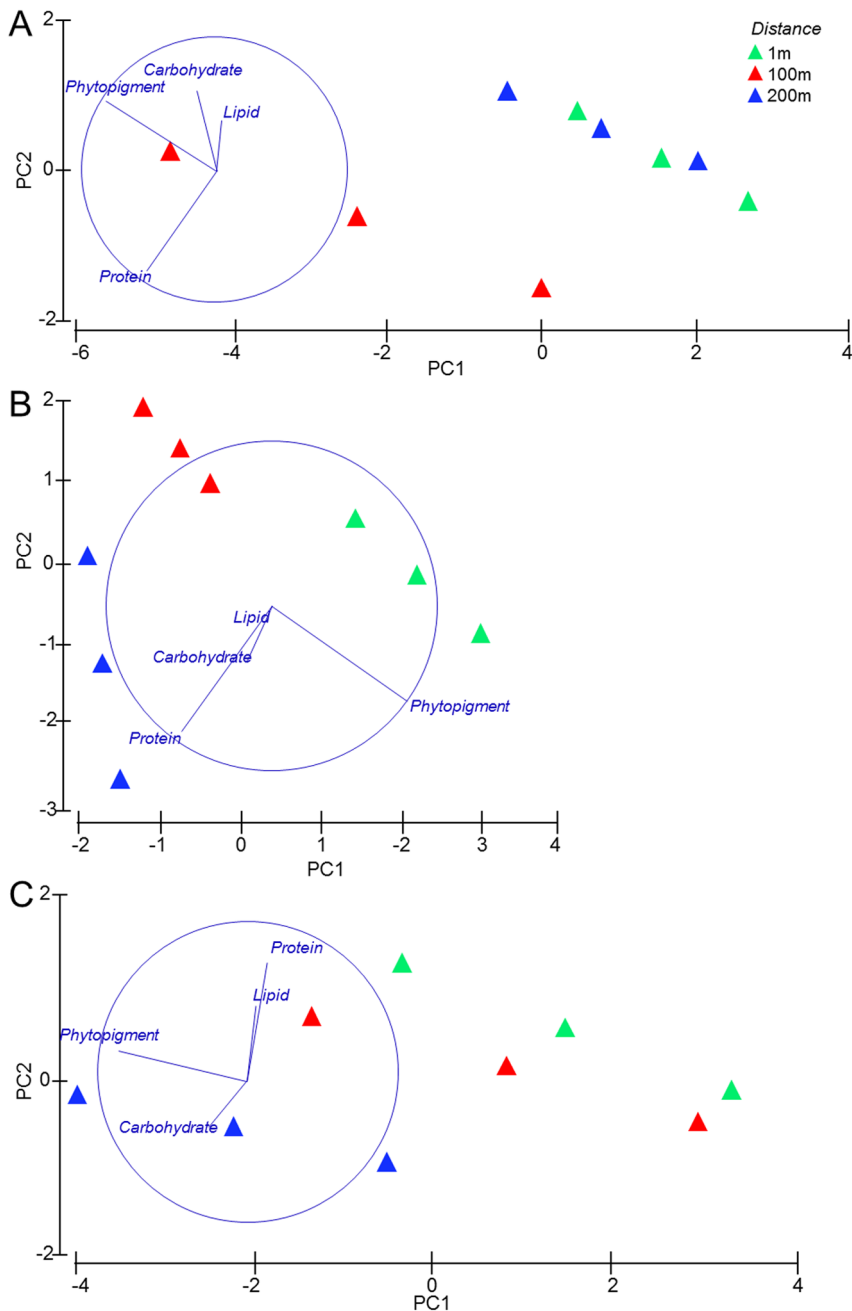 A
Distance
1m
100m
200m
2
0
-2
PC2
Carbohydrate
Phytopigment
Lipid
Protein
-6 -4 -2 0 2 4
PC1
B
2
1
0
-1
-2
-3
PC2
Lipid
Carbohydrate
Phytopigment
Protein
-2 -1 0 1 -2 3 4
PC1
C
2
0
-2
PC2
Protein
Lipid
Phytopigment
Carbohydrate
-4 -2 0 2 4
PC1